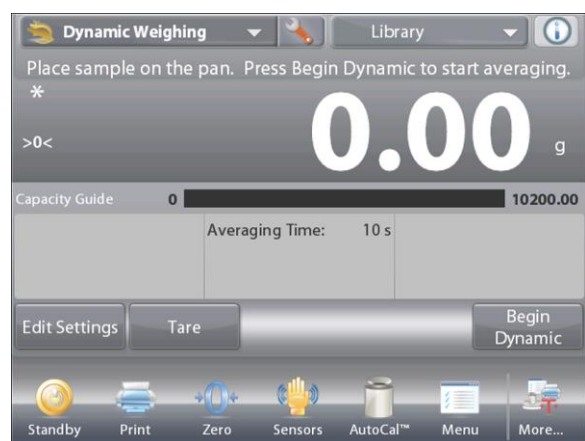 Dynamic Weighing Library
Place sample on the pan. Press Begin Dynamic to start averaging.
*
>0< 0.00 g
Capacity Guide 0 10200.00
Averaging Time: 10 s
Edit Settings Tare Begin
Dynamic
Standby Print Zero Sensors AutoCal™ Menu More...